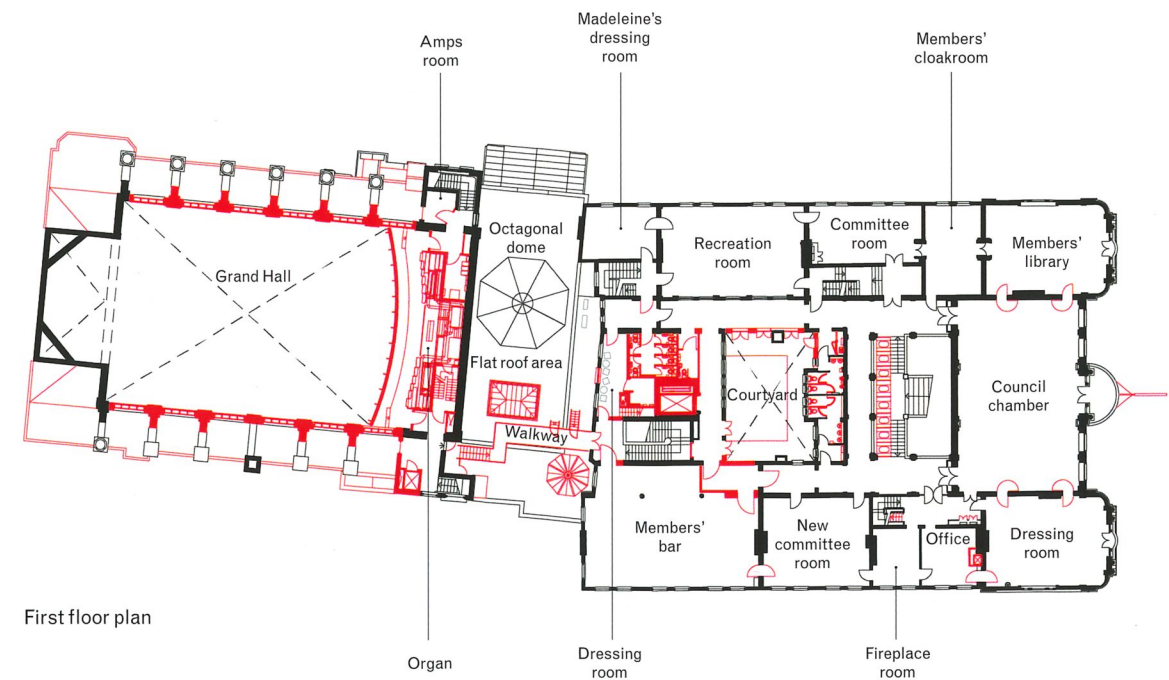 Madeleine's
dressing
room
Amps
room
Members'
cloakroom
Octagonal
dome
Grand Hall
Recreation
room
Committee
room
Members'
library
Flat roof area
Courtyard
Council
chamber
Walkway
Members'
bar
New
committee
room
Office
Dressing
room
First floor plan
Organ
Dressing
room
Fireplace
room